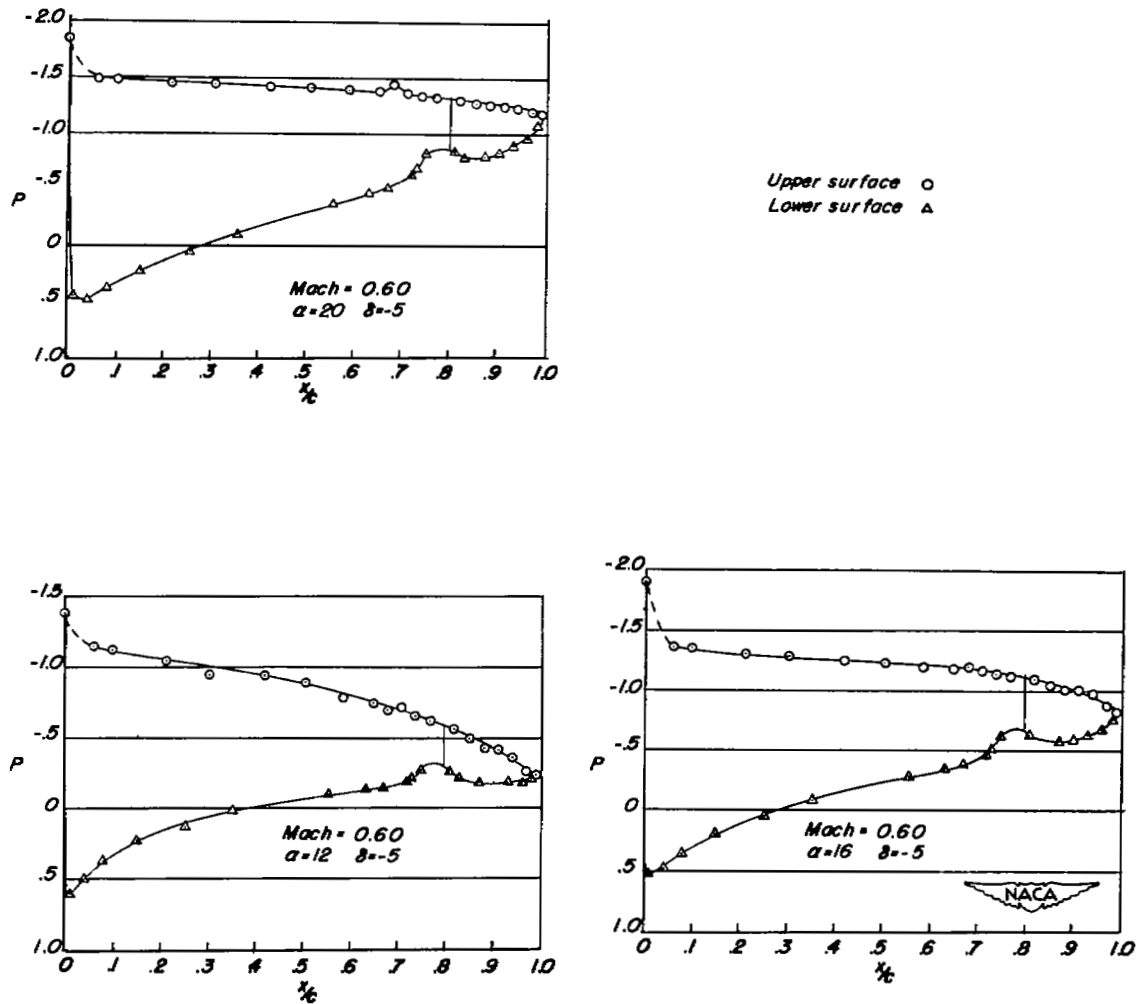 -2.0
-1.5
-1.0
-.5
P
0
.5
1.0
0 .1 .2 .3 .4 .5 .6 .7 .8 .9 1.0
x/c
Mach = 0.60
α=20 δ=-5
Upper surface ○
Lower surface △
-1.5
-1.0
-.5
P
0
.5
1.0
0 .1 .2 .3 .4 .5 .6 .7 .8 .9 1.0
x/c
Mach = 0.60
α=12 δ=-5
-2.0
-1.5
-1.0
-.5
P
0
.5
1.0
0 .1 .2 .3 .4 .5 .6 .7 .8 .9 1.0
x/c
Mach = 0.60
α=16 δ=-5
NACA